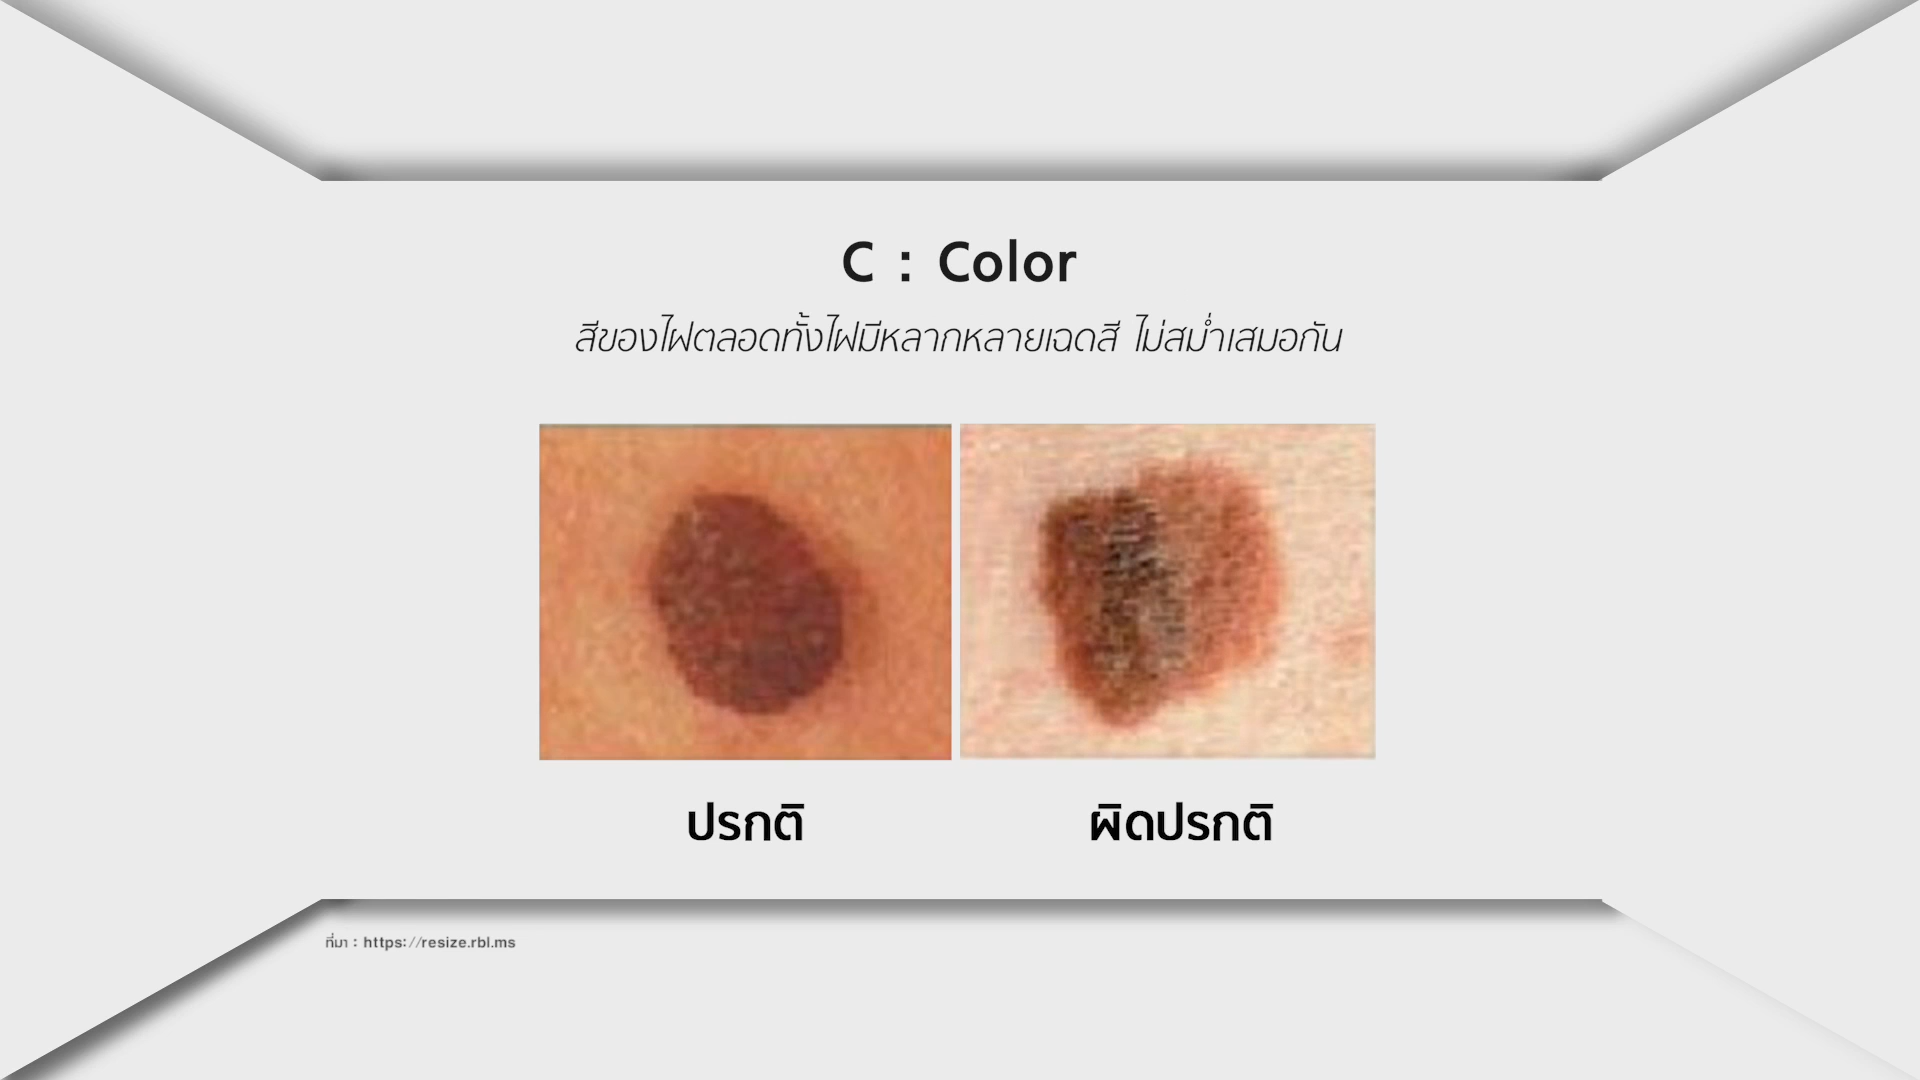 C : Color
สีของไฝตลอดทั้งไฝมีหลากหลายเฉดสี ไม่สม่ำเสมอกัน
ปรกติ
ผิดปรกติ
ที่มา : https://resize.rbl.ms